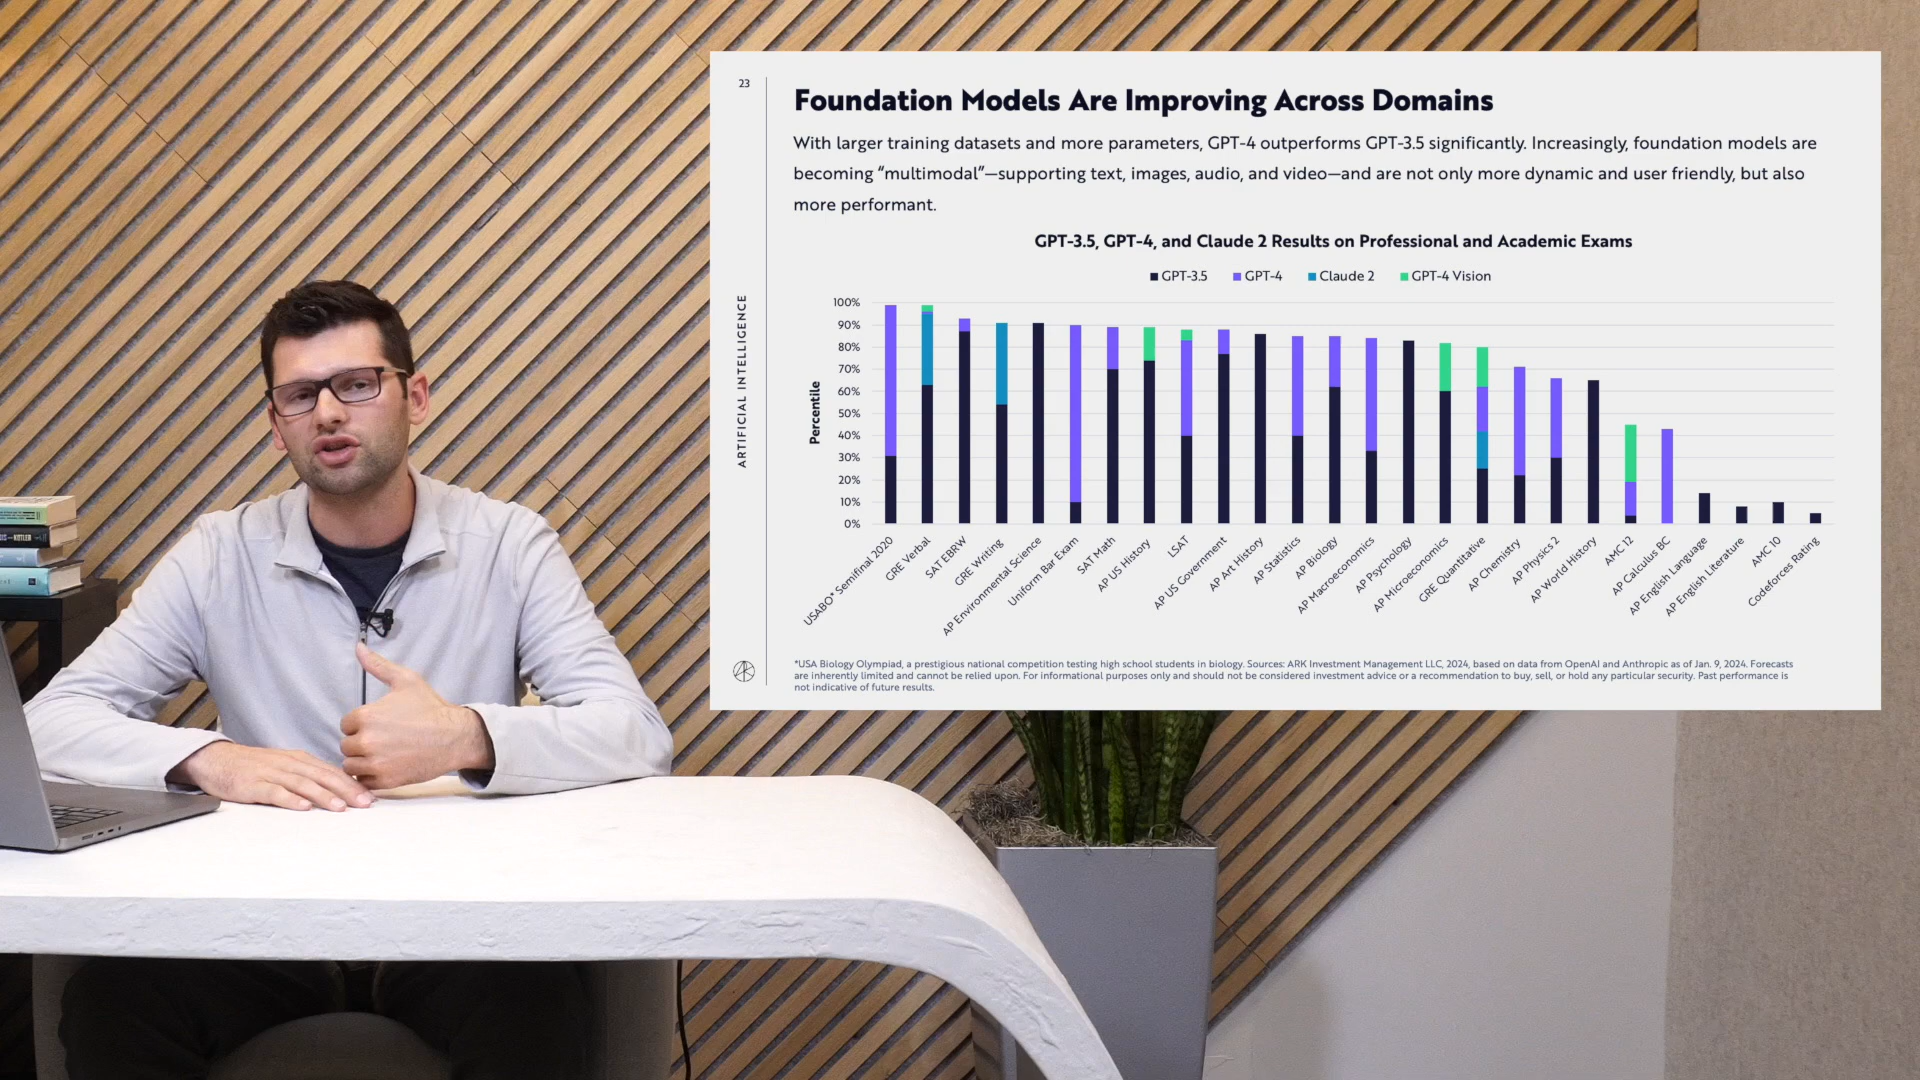 23
Foundation Models Are Improving Across Domains
With larger training datasets and more parameters, GPT-4 outperforms GPT-3.5 significantly. Increasingly, foundation models are
becoming “multimodal”—supporting text, images, audio, and video—and are not only more dynamic and user friendly, but also
more performant.
GPT-3.5, GPT-4, and Claude 2 Results on Professional and Academic Exams
GPT-3.5 GPT-4 Claude 2 GPT-4 Vision
ARTIFICIAL INTELLIGENCE
Percentile
100%
90%
80%
70%
60%
50%
40%
30%
20%
10%
0%
USABO* Semifinal 2020
GRE Verbal
SAT EBRW
GRE Writing
AP Environmental Science
Uniform Bar Exam
SAT Math
AP US History
LSAT
AP US Government
AP Art History
AP Statistics
AP Biology
AP Macroeconomics
AP Psychology
AP Microeconomics
GRE Quantitative
AP Chemistry
AP Physics 2
AP World History
AMC 12
AP Calculus BC
AP English Language
AP English Literature
AMC 10
Codeforces Rating
*USA Biology Olympiad, a prestigious national competition testing high school students in biology. Sources: ARK Investment Management LLC, 2024, based on data from OpenAI and Anthropic as of Jan. 9, 2024. Forecasts
are inherently limited and cannot be relied upon. For informational purposes only and should not be considered investment advice or a recommendation to buy, sell, or hold any particular security. Past performance is
not indicative of future results.
KOTLER